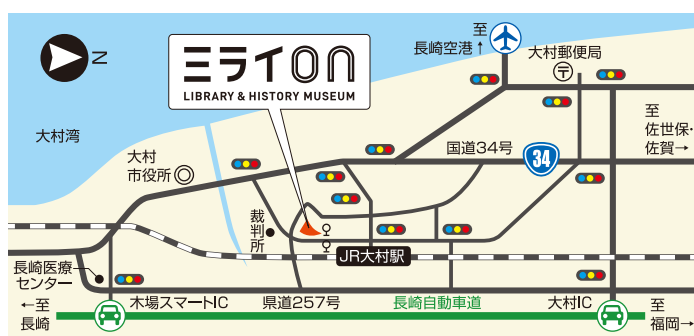 N
ミライon
LIBRARY & HISTORY MUSEUM
至
長崎空港↑
大村郵便局
〒
至
佐世保・
佐賀→
大村湾
大村
市役所
国道34号
34
裁判所
JR大村駅
長崎医療
センター
←至
長崎
木場スマートIC
県道257号
長崎自動車道
大村IC
至
福岡→